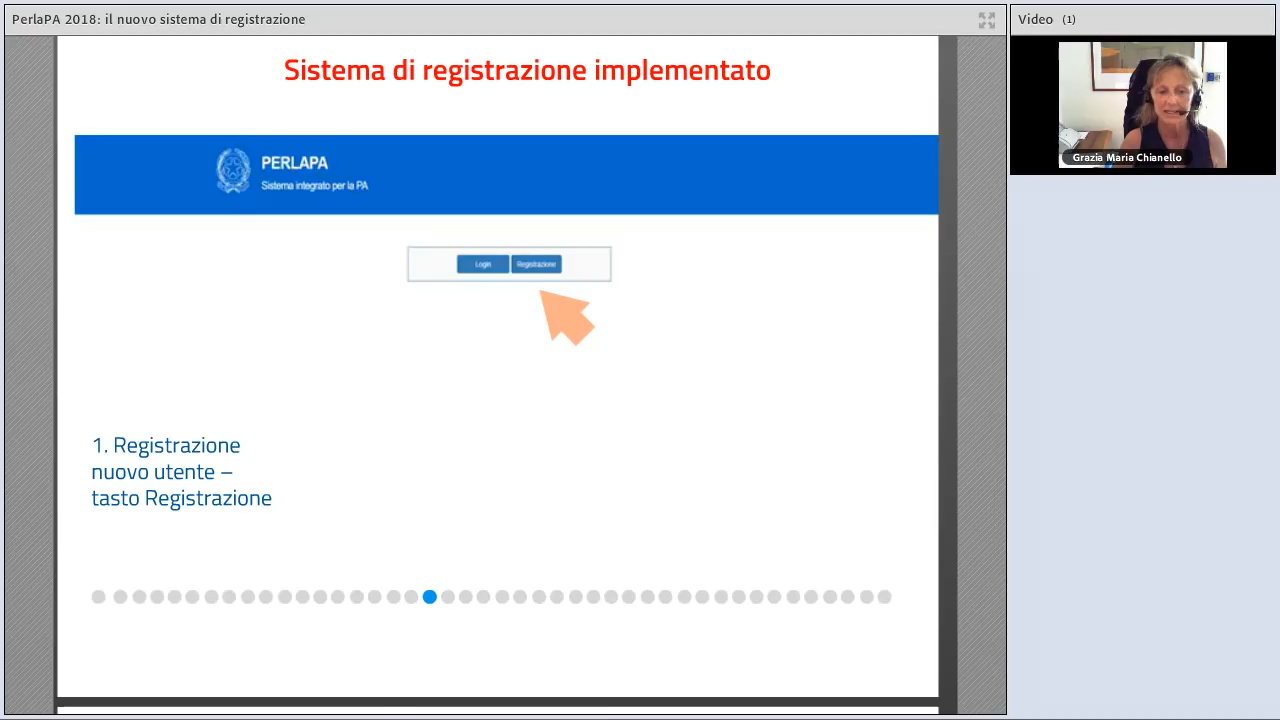 PerlaPA 2018: il nuovo sistema di registrazione
Video (1)
Sistema di registrazione implementato
PERLAPA
Sistema integrato per la PA
Login
Registrazione
1. Registrazione
nuovo utente –
tasto Registrazione
Grazia Maria Chianello